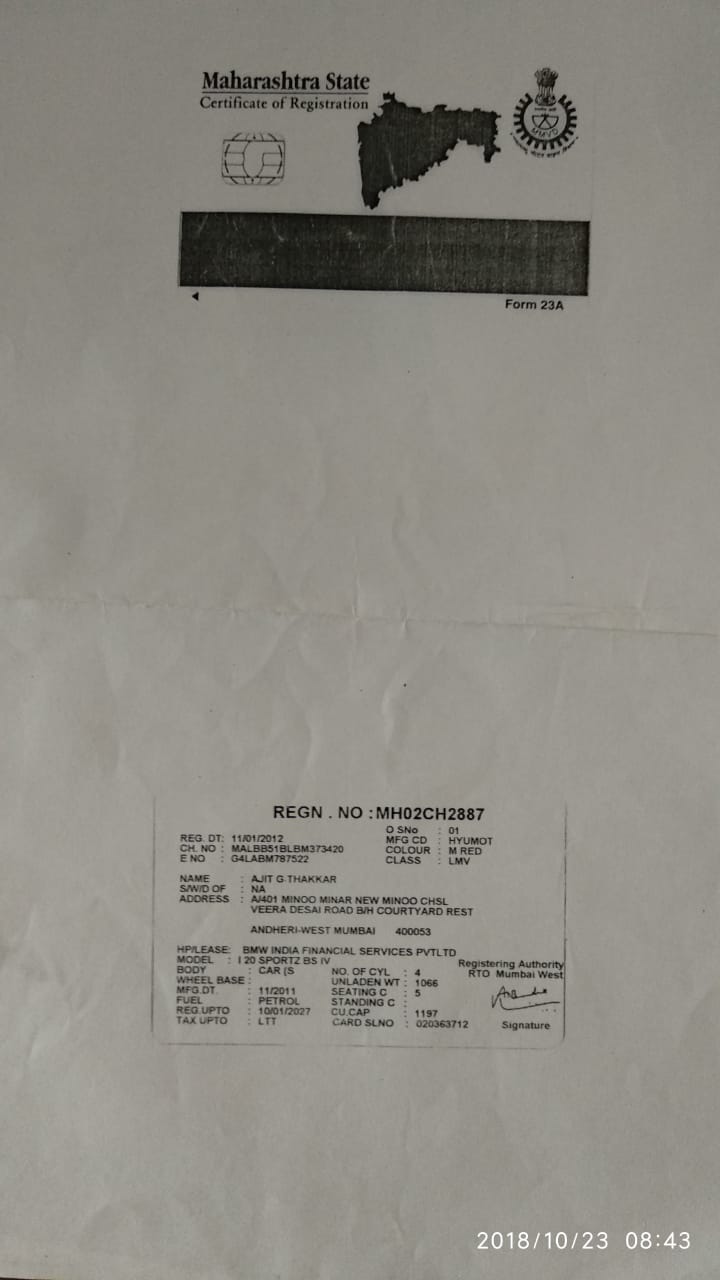 Maharashtra State
Certificate of Registration
MMVD
Form 23A
REGN . NO : MH02CH2887
REG. DT: 11/01/2012 O SNo : 01
CH. NO : MALBB51BLBM373420 MFG CD : HYUMOT
E NO : G4LABM787522 COLOUR : M RED
CLASS : LMV
NAME : AJIT G THAKKAR
S/W/D OF : NA
ADDRESS : A/401 MINOO MINAR NEW MINOO CHSL
VEERA DESAI ROAD B/H COURTYARD REST
ANDHERI-WEST MUMBAI 400053
HP/LEASE: BMW INDIA FINANCIAL SERVICES PVTLTD
MODEL : I 20 SPORTZ BS IV
BODY : CAR (S NO. OF CYL : 4
WHEEL BASE : UNLADEN WT : 1066
MFG.DT. : 11/2011 SEATING C : 5
FUEL : PETROL STANDING C :
REG.UPTO : 10/01/2027 CU.CAP : 1197
TAX UPTO : LTT CARD SLNO : 020363712
Registering Authority
RTO Mumbai West
Signature
2018/10/23 08:43